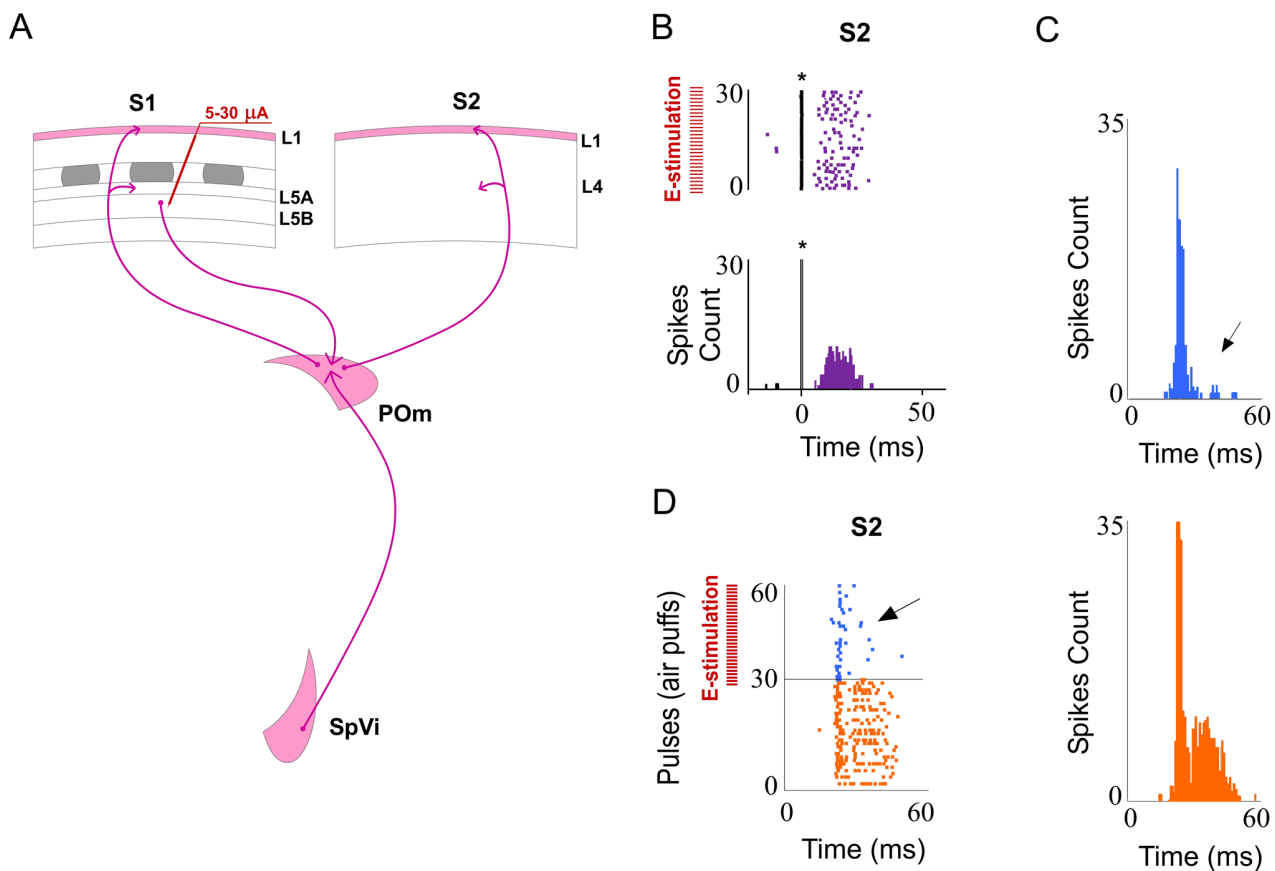 A
S1
5-30 µA
S2
L1
L1
L4
L5A
L5B
POm
SpVi
B
S2
*
E-stimulation
30
0
*
Spikes
Count
30
0
0
50
Time (ms)
C
35
Spikes Count
0
0
60
Time (ms)
D
S2
E-stimulation
Pulses (air puffs)
60
30
0
0
60
Time (ms)
35
Spikes Count
0
0
60
Time (ms)